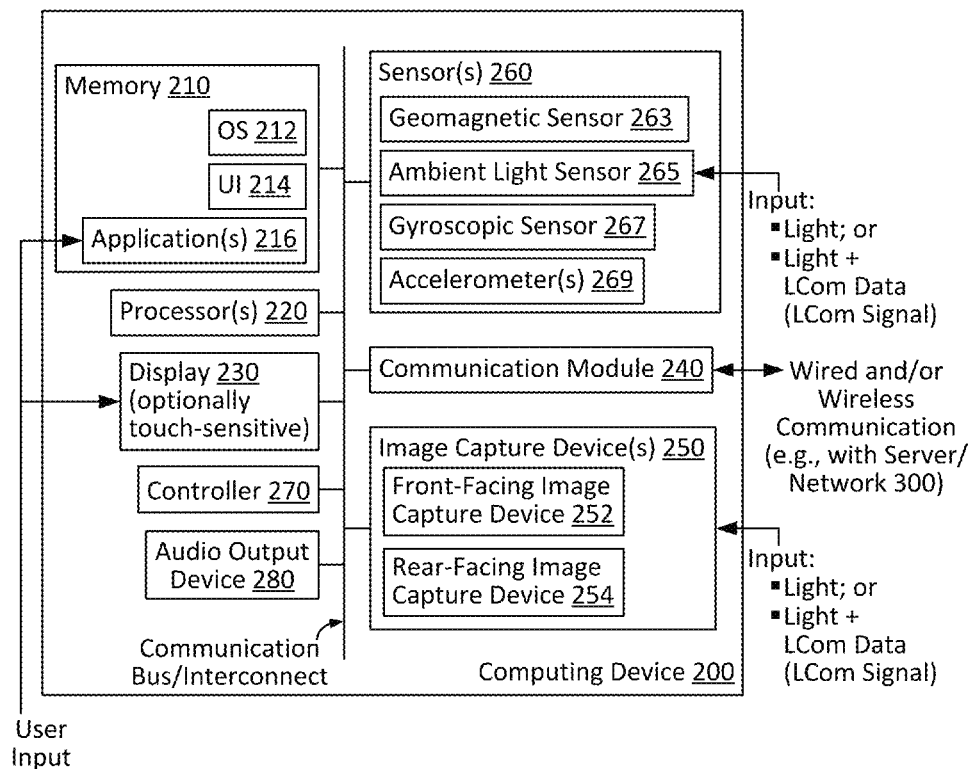 Memory 210
OS 212
UI 214
Application(s) 216
Processor(s) 220
Display 230
(optionally
touch-sensitive)
Controller 270
Audio Output
Device 280
Communication
Bus/Interconnect
Sensor(s) 260
Geomagnetic Sensor 263
Ambient Light Sensor 265
Gyroscopic Sensor 267
Accelerometer(s) 269
Communication Module 240
Image Capture Device(s) 250
Front-Facing Image
Capture Device 252
Rear-Facing Image
Capture Device 254
Computing Device 200
Input:
▪Light; or
▪Light +
LCom Data
(LCom Signal)
Wired and/or
Wireless
Communication
(e.g., with Server/
Network 300)
Input:
▪Light; or
▪Light +
LCom Data
(LCom Signal)
User
Input